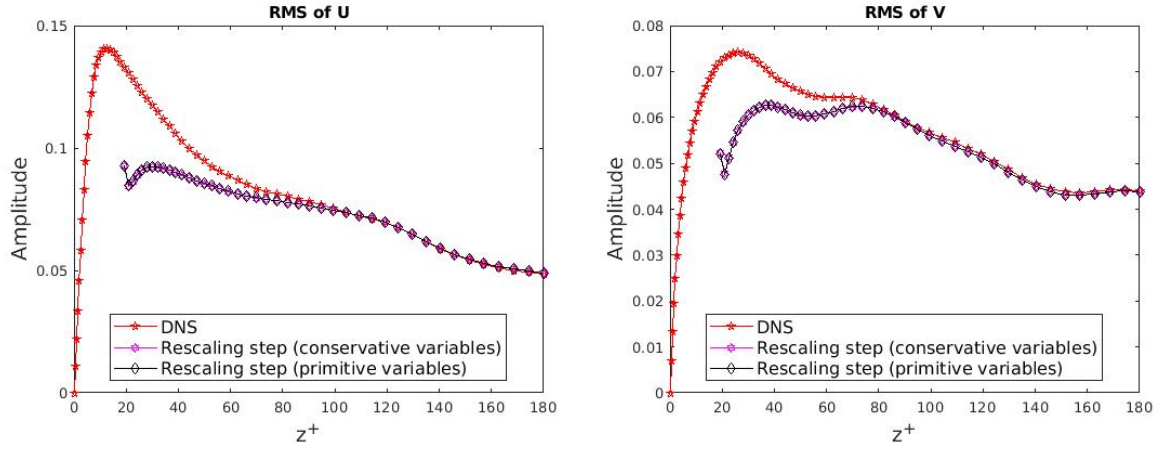 RMS of U
0.15
0.1
0.05
0
Amplitude
DNS
Rescaling step (conservative variables)
Rescaling step (primitive variables)
0 20 40 60 80 100 120 140 160 180
z+
RMS of V
0.08
0.07
0.06
0.05
0.04
0.03
0.02
0.01
0
Amplitude
DNS
Rescaling step (conservative variables)
Rescaling step (primitive variables)
0 20 40 60 80 100 120 140 160 180
z+